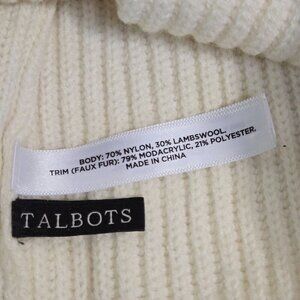 BODY: 70% NYLON, 30% LAMBSWOOL.
TRIM (FAUX FUR): 79% MODACRYLIC, 21% POLYESTER.
MADE IN CHINA
TALBOTS